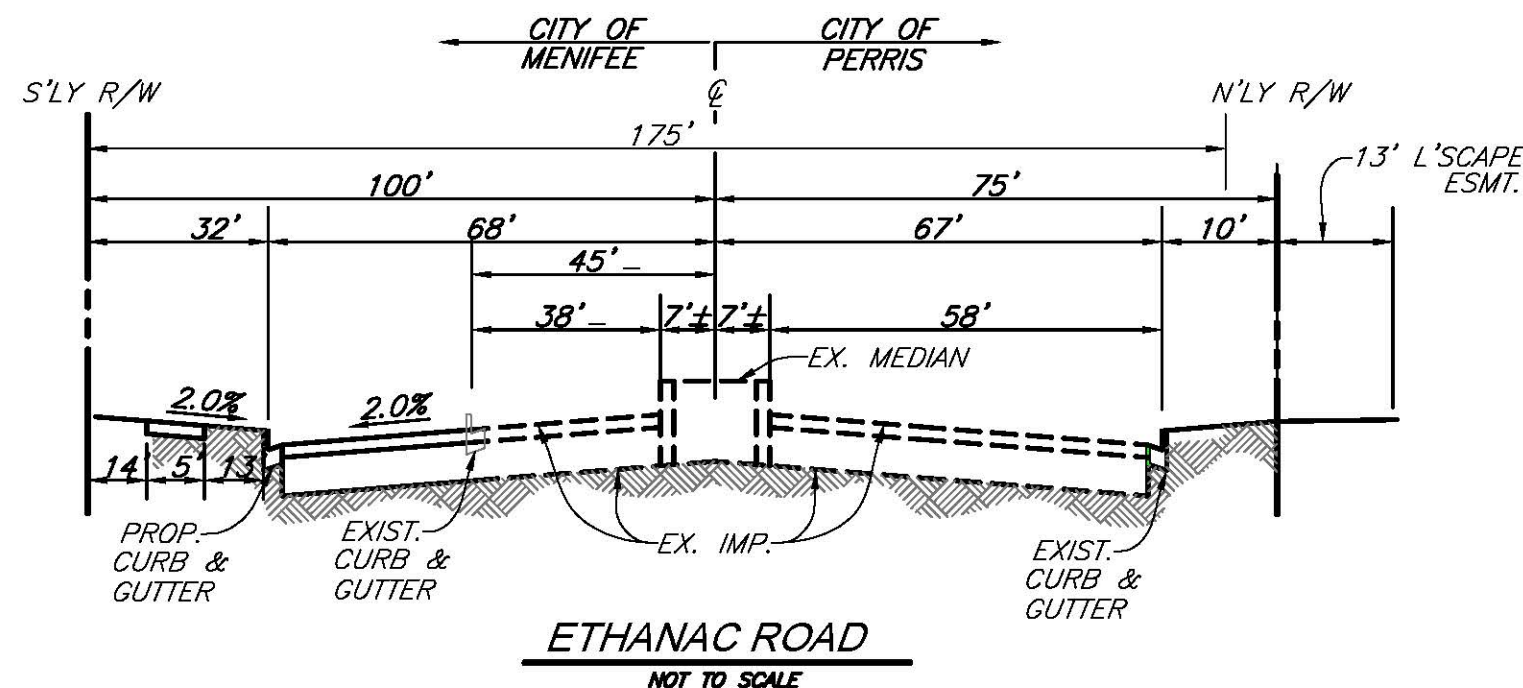 CITY OF
MENIFEE
CITY OF
PERRIS
S'LY R/W
℄
N'LY R/W
175'
13' L'SCAPE
ESMT.
100'
75'
32'
68'
67'
10'
45'_
38'_
7'±
7'±
58'
EX. MEDIAN
2.0%
2.0%
14'
5'
13'
PROP.
CURB &
GUTTER
EXIST.
CURB &
GUTTER
EX. IMP.
EXIST.
CURB &
GUTTER
ETHANAC ROAD
NOT TO SCALE